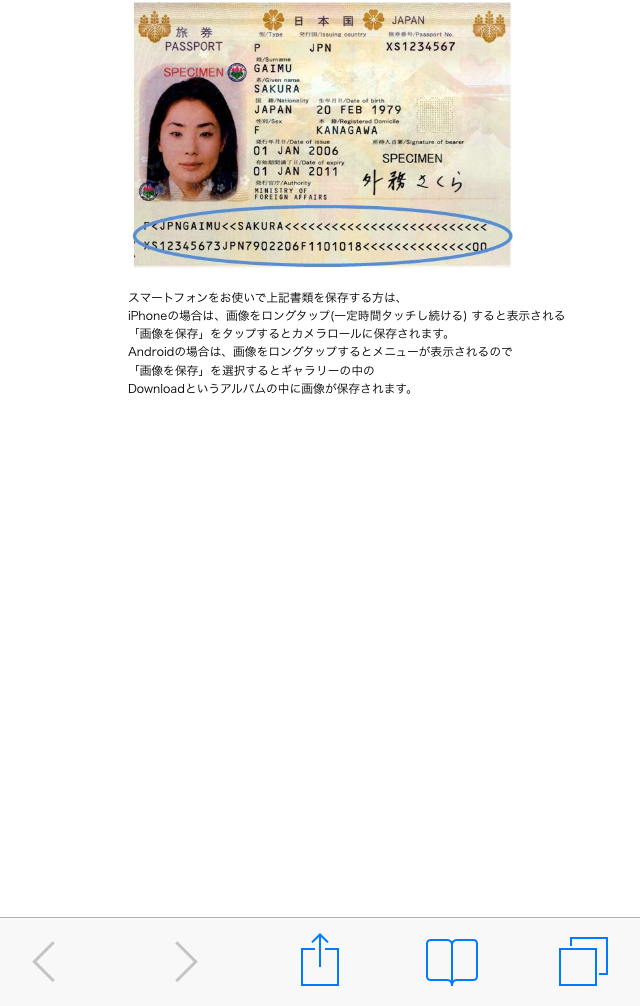 旅券 日本国 JAPAN
PASSPORT
型/Type 発行国/Issuing country 旅券番号/Passport No.
P JPN XS1234567
SPECIMEN
姓/Surname
GAIMU
名/Given name
SAKURA
国籍/Nationality 生年月日/Date of birth
JAPAN 20 FEB 1979
性別/Sex 本籍/Registered Domicile
F KANAGAWA
発行年月日/Date of issue 所持人自署/Signature of bearer
01 JAN 2006
SPECIMEN
有効期間満了日/Date of expiry
01 JAN 2011
外務さくら
発行官庁/Authority
MINISTRY OF
FOREIGN AFFAIRS
P<JPNGAIMU<<SAKURA<<<<<<<<<<<<<<<<<<<<<<<<<<
XS12345673JPN7902206F1101018<<<<<<<<<<<<<<00
スマートフォンをお使いで上記書類を保存する方は、
iPhoneの場合は、画像をロングタップ(一定時間タッチし続ける) すると表示される
「画像を保存」をタップするとカメラロールに保存されます。
Androidの場合は、画像をロングタップするとメニューが表示されるので
「画像を保存」を選択するとギャラリーの中の
Downloadというアルバムの中に画像が保存されます。